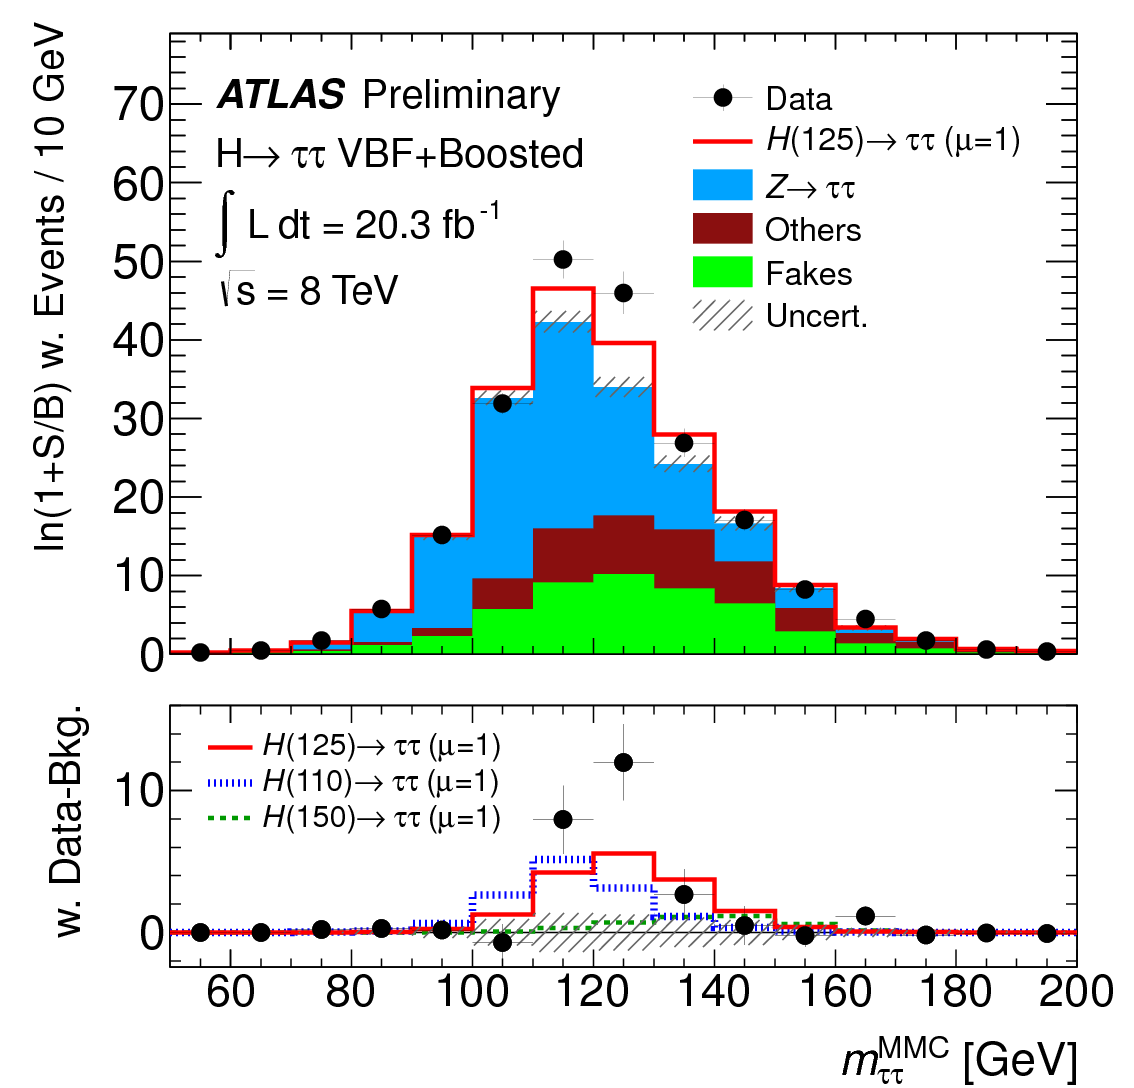 ln(1+S/B) w. Events / 10 GeV
70
60
50
40
30
20
10
0
ATLAS Preliminary
H→ ττ VBF+Boosted
∫ L dt = 20.3 fb⁻¹
√s = 8 TeV
Data
H(125)→ ττ (μ=1)
Z→ ττ
Others
Fakes
Uncert.
w. Data-Bkg.
10
0
H(125)→ ττ (μ=1)
H(110)→ ττ (μ=1)
H(150)→ ττ (μ=1)
60 80 100 120 140 160 180 200
m_ττ^MMC [GeV]